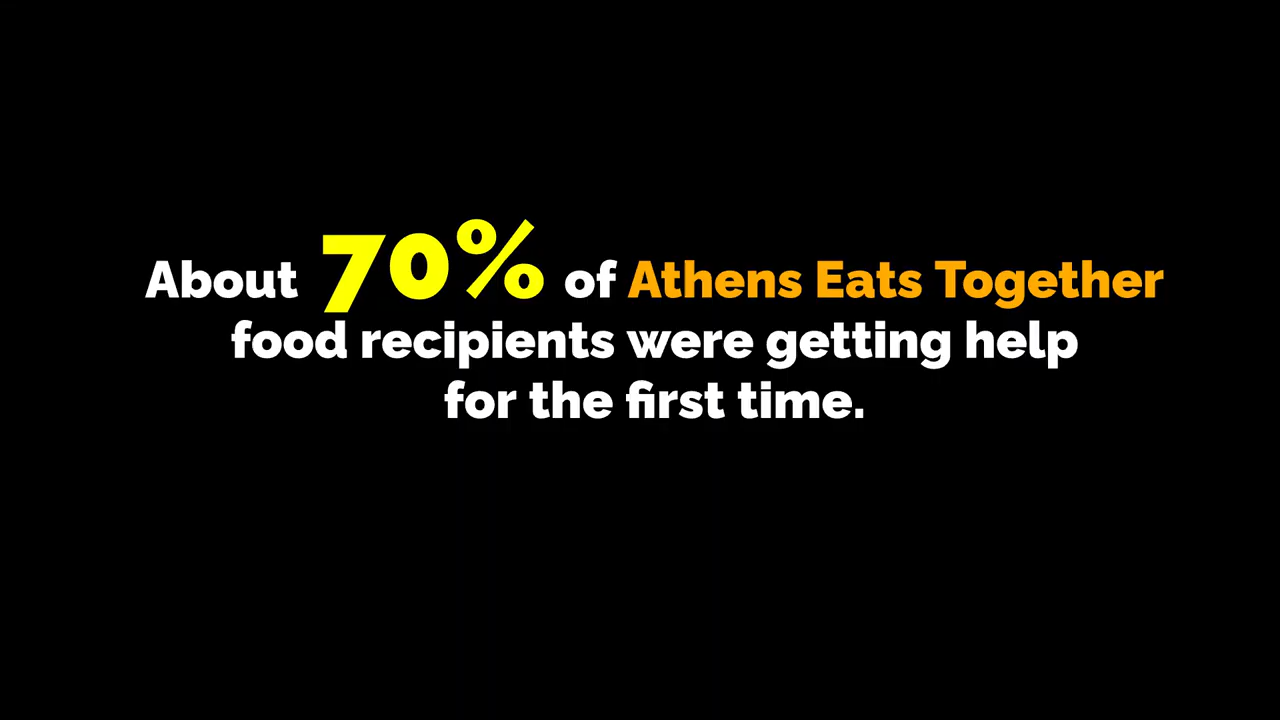 About 70% of Athens Eats Together
food recipients were getting help
for the first time.